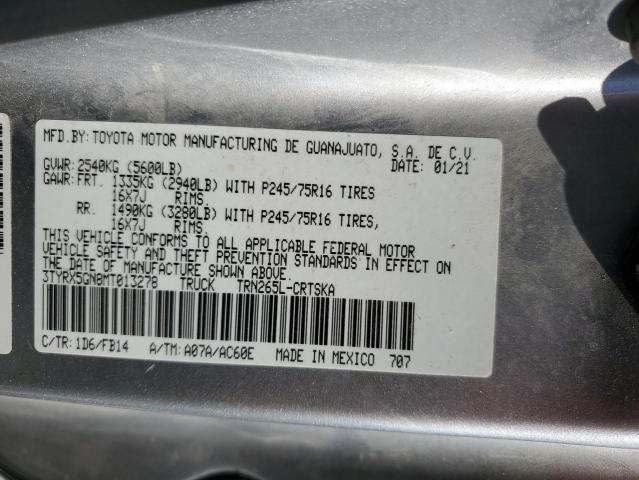 MFD.BY: TOYOTA MOTOR MANUFACTURING DE GUANAJUATO, S.A. DE C.V.
GVWR: 2540KG (5600LB) DATE: 01/21
GAWR: FRT. 1335KG (2940LB) WITH P245/75R16 TIRES
16X7J RIMS,
RR. 1490KG (3280LB) WITH P245/75R16 TIRES,
16X7J RIMS,
THIS VEHICLE CONFORMS TO ALL APPLICABLE FEDERAL MOTOR
VEHICLE SAFETY AND THEFT PREVENTION STANDARDS IN EFFECT ON
THE DATE OF MANUFACTURE SHOWN ABOVE.
3TYRX5GN8MT013278 TRUCK TRN265L-CRTSKA
C/TR: 1D6/FB14 A/TM: A07A/AC60E MADE IN MEXICO 707